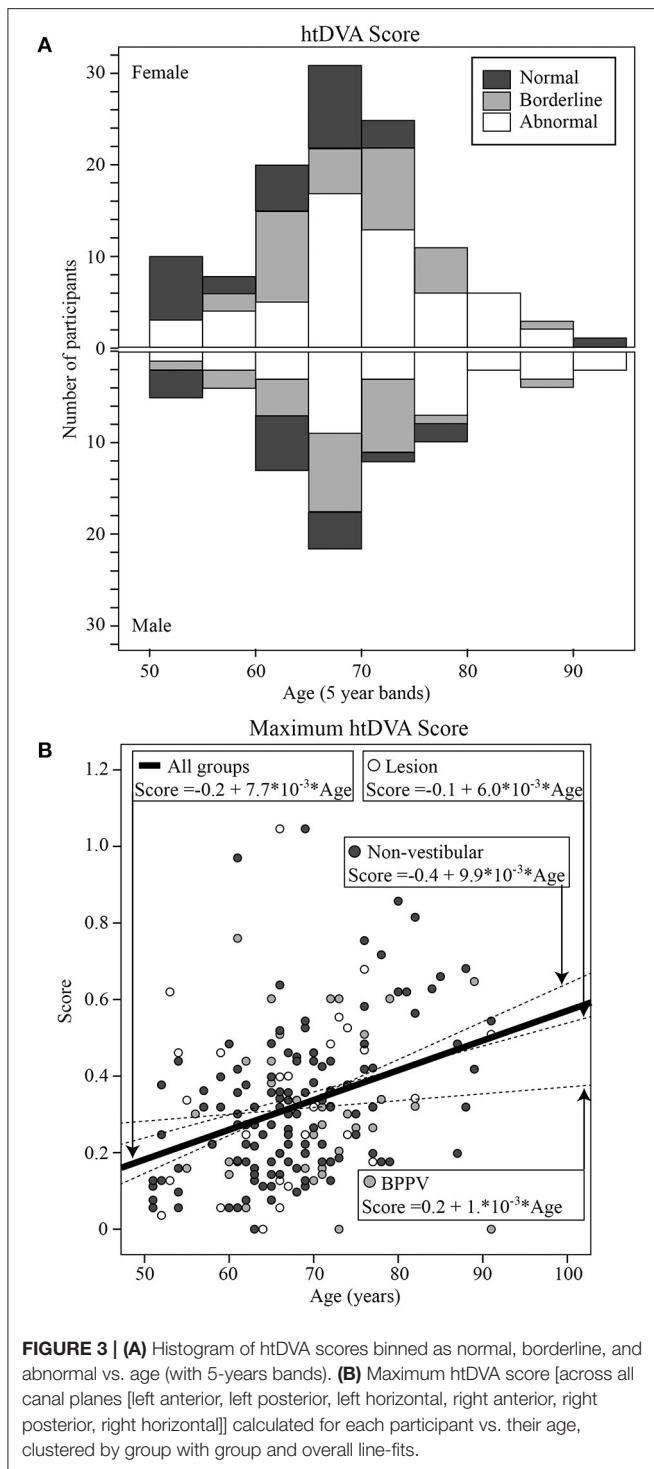 A
htDVA Score
Female
Normal
Borderline
Abnormal
30
20
10
0
10
20
30
Number of participants
Male
50
60
70
80
90
Age (5 year bands)
Maximum htDVA Score
B
All groups
Score =-0.2 + 7.7*10-3*Age
Lesion
Score =-0.1 + 6.0*10-3*Age
Non-vestibular
Score =-0.4 + 9.9*10-3*Age
1.2
1.0
0.8
0.6
0.4
0.2
0
Score
BPPV
Score =0.2 + 1.*10-3*Age
50
60
70
80
90
100
Age (years)
FIGURE 3 | (A) Histogram of htDVA scores binned as normal, borderline, and
abnormal vs. age (with 5-years bands). (B) Maximum htDVA score [across all
canal planes [left anterior, left posterior, left horizontal, right anterior, right
posterior, right horizontal]] calculated for each participant vs. their age,
clustered by group with group and overall line-fits.